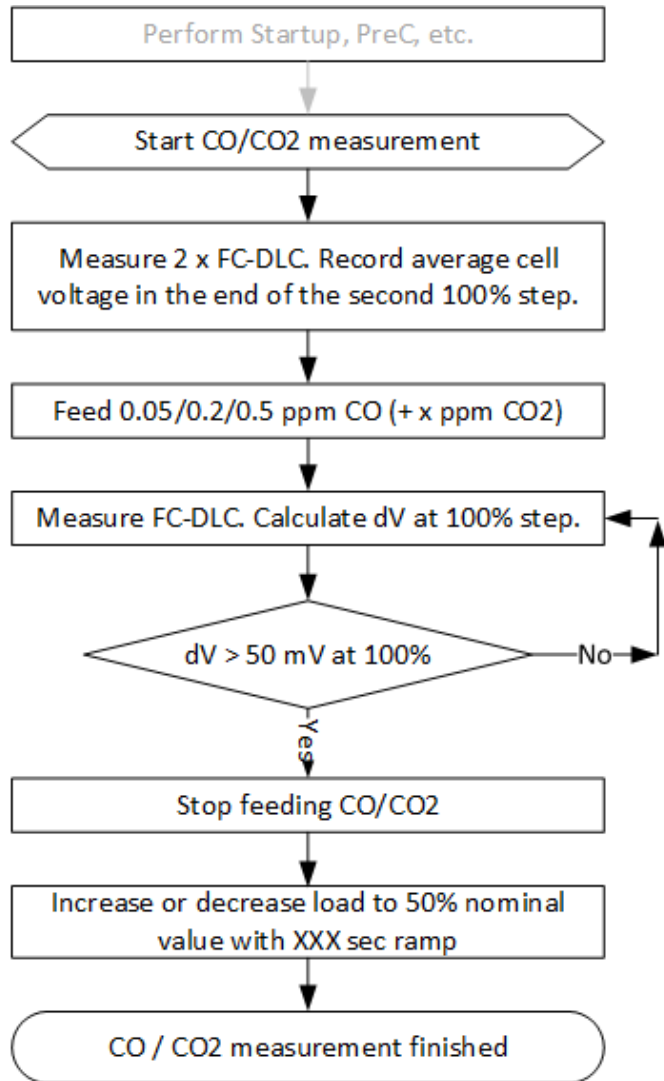 Perform Startup, PreC, etc.
Start CO/CO2 measurement
Measure 2 x FC-DLC. Record average cell
voltage in the end of the second 100% step.
Feed 0.05/0.2/0.5 ppm CO (+ x ppm CO2)
Measure FC-DLC. Calculate dV at 100% step.
dV > 50 mV at 100%
No
Yes
Stop feeding CO/CO2
Increase or decrease load to 50% nominal
value with XXX sec ramp
CO / CO2 measurement finished